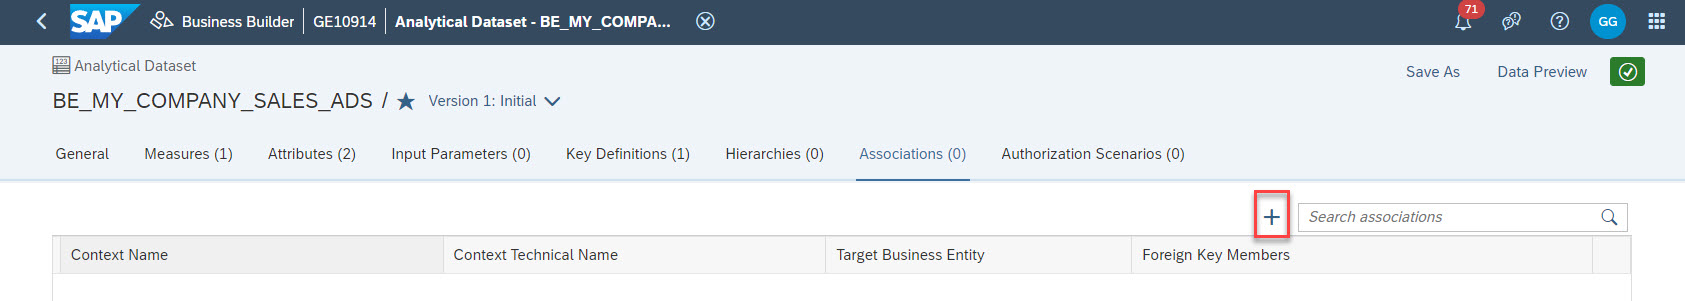 SAP Business Builder GE10914 Analytical Dataset - BE_MY_COMPA... 71 GG
123 Analytical Dataset
Save As Data Preview
BE_MY_COMPANY_SALES_ADS / Version 1: Initial
General Measures (1) Attributes (2) Input Parameters (0) Key Definitions (1) Hierarchies (0) Associations (0) Authorization Scenarios (0)
+ Search associations
Context Name Context Technical Name Target Business Entity Foreign Key Members